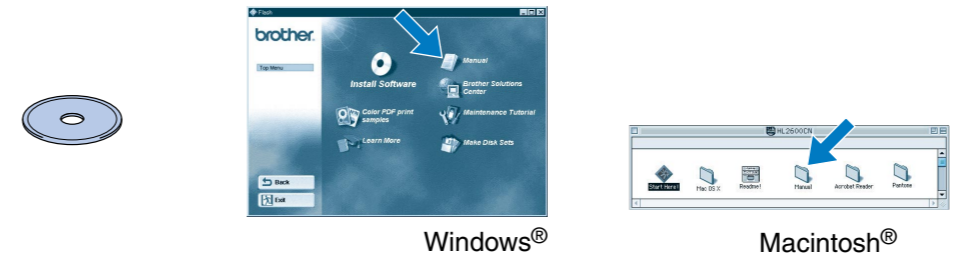 Flash
brother.
Top Menu
Manual
Install Software
Brother Solutions
Center
Color PDF print
samples
Maintenance Tutorial
Learn More
Make Disk Sets
Back
Exit
HL2600CN
Start Here!
Mac OS X
Readme!
Manual
Acrobat Reader
Pantone
Windows®
Macintosh®